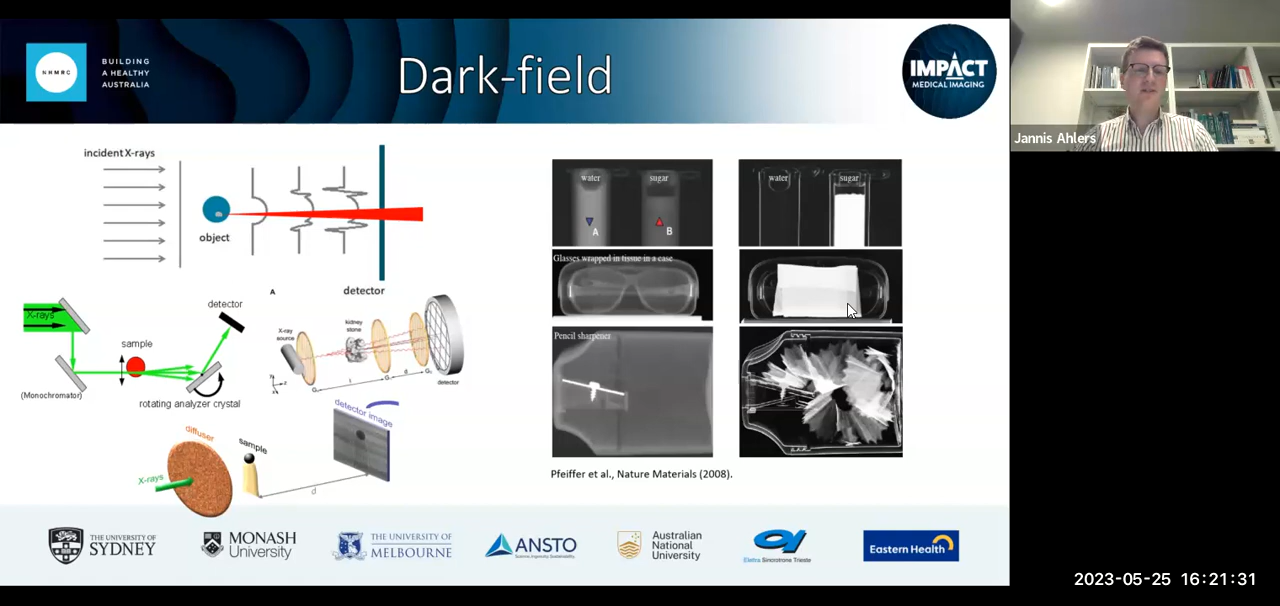 NHMRC
BUILDING
A HEALTHY
AUSTRALIA
Dark-field
IMPACT
MEDICAL IMAGING
Jannis Ahlers
incident X-rays
object
detector
X-rays
(Monochromator)
sample
detector
rotating analyzer crystal
A
X-ray
source
kidney
stone
detector
diffuser
sample
X-rays
d
detector image
water
sugar
A
B
water
sugar
Glasses wrapped in tissue in a case
Pencil sharpener
Pfeiffer et al., Nature Materials (2008).
THE UNIVERSITY OF
SYDNEY
MONASH
University
THE UNIVERSITY OF
MELBOURNE
ANSTO
Science. Ingenuity. Sustainability.
Australian
National
University
Elettra Sincrotrone Trieste
Eastern Health
2023-05-25 16:21:31